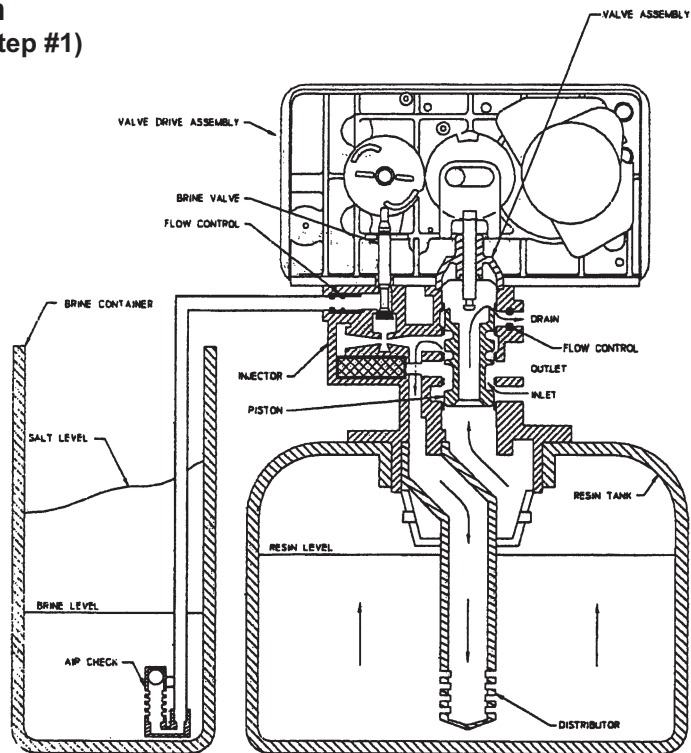 tep #1)
VALVE ASSEMBLY
VALVE DRIVE ASSEMBLY
BRINE VALVE
FLOW CONTROL
BRINE CONTAINER
DRAIN
FLOW CONTROL
INJECTOR
OUTLET
INLET
PISTON
SALT LEVEL
RESIN TANK
RESIN LEVEL
BRINE LEVEL
AIR CHECK
DISTRIBUTOR